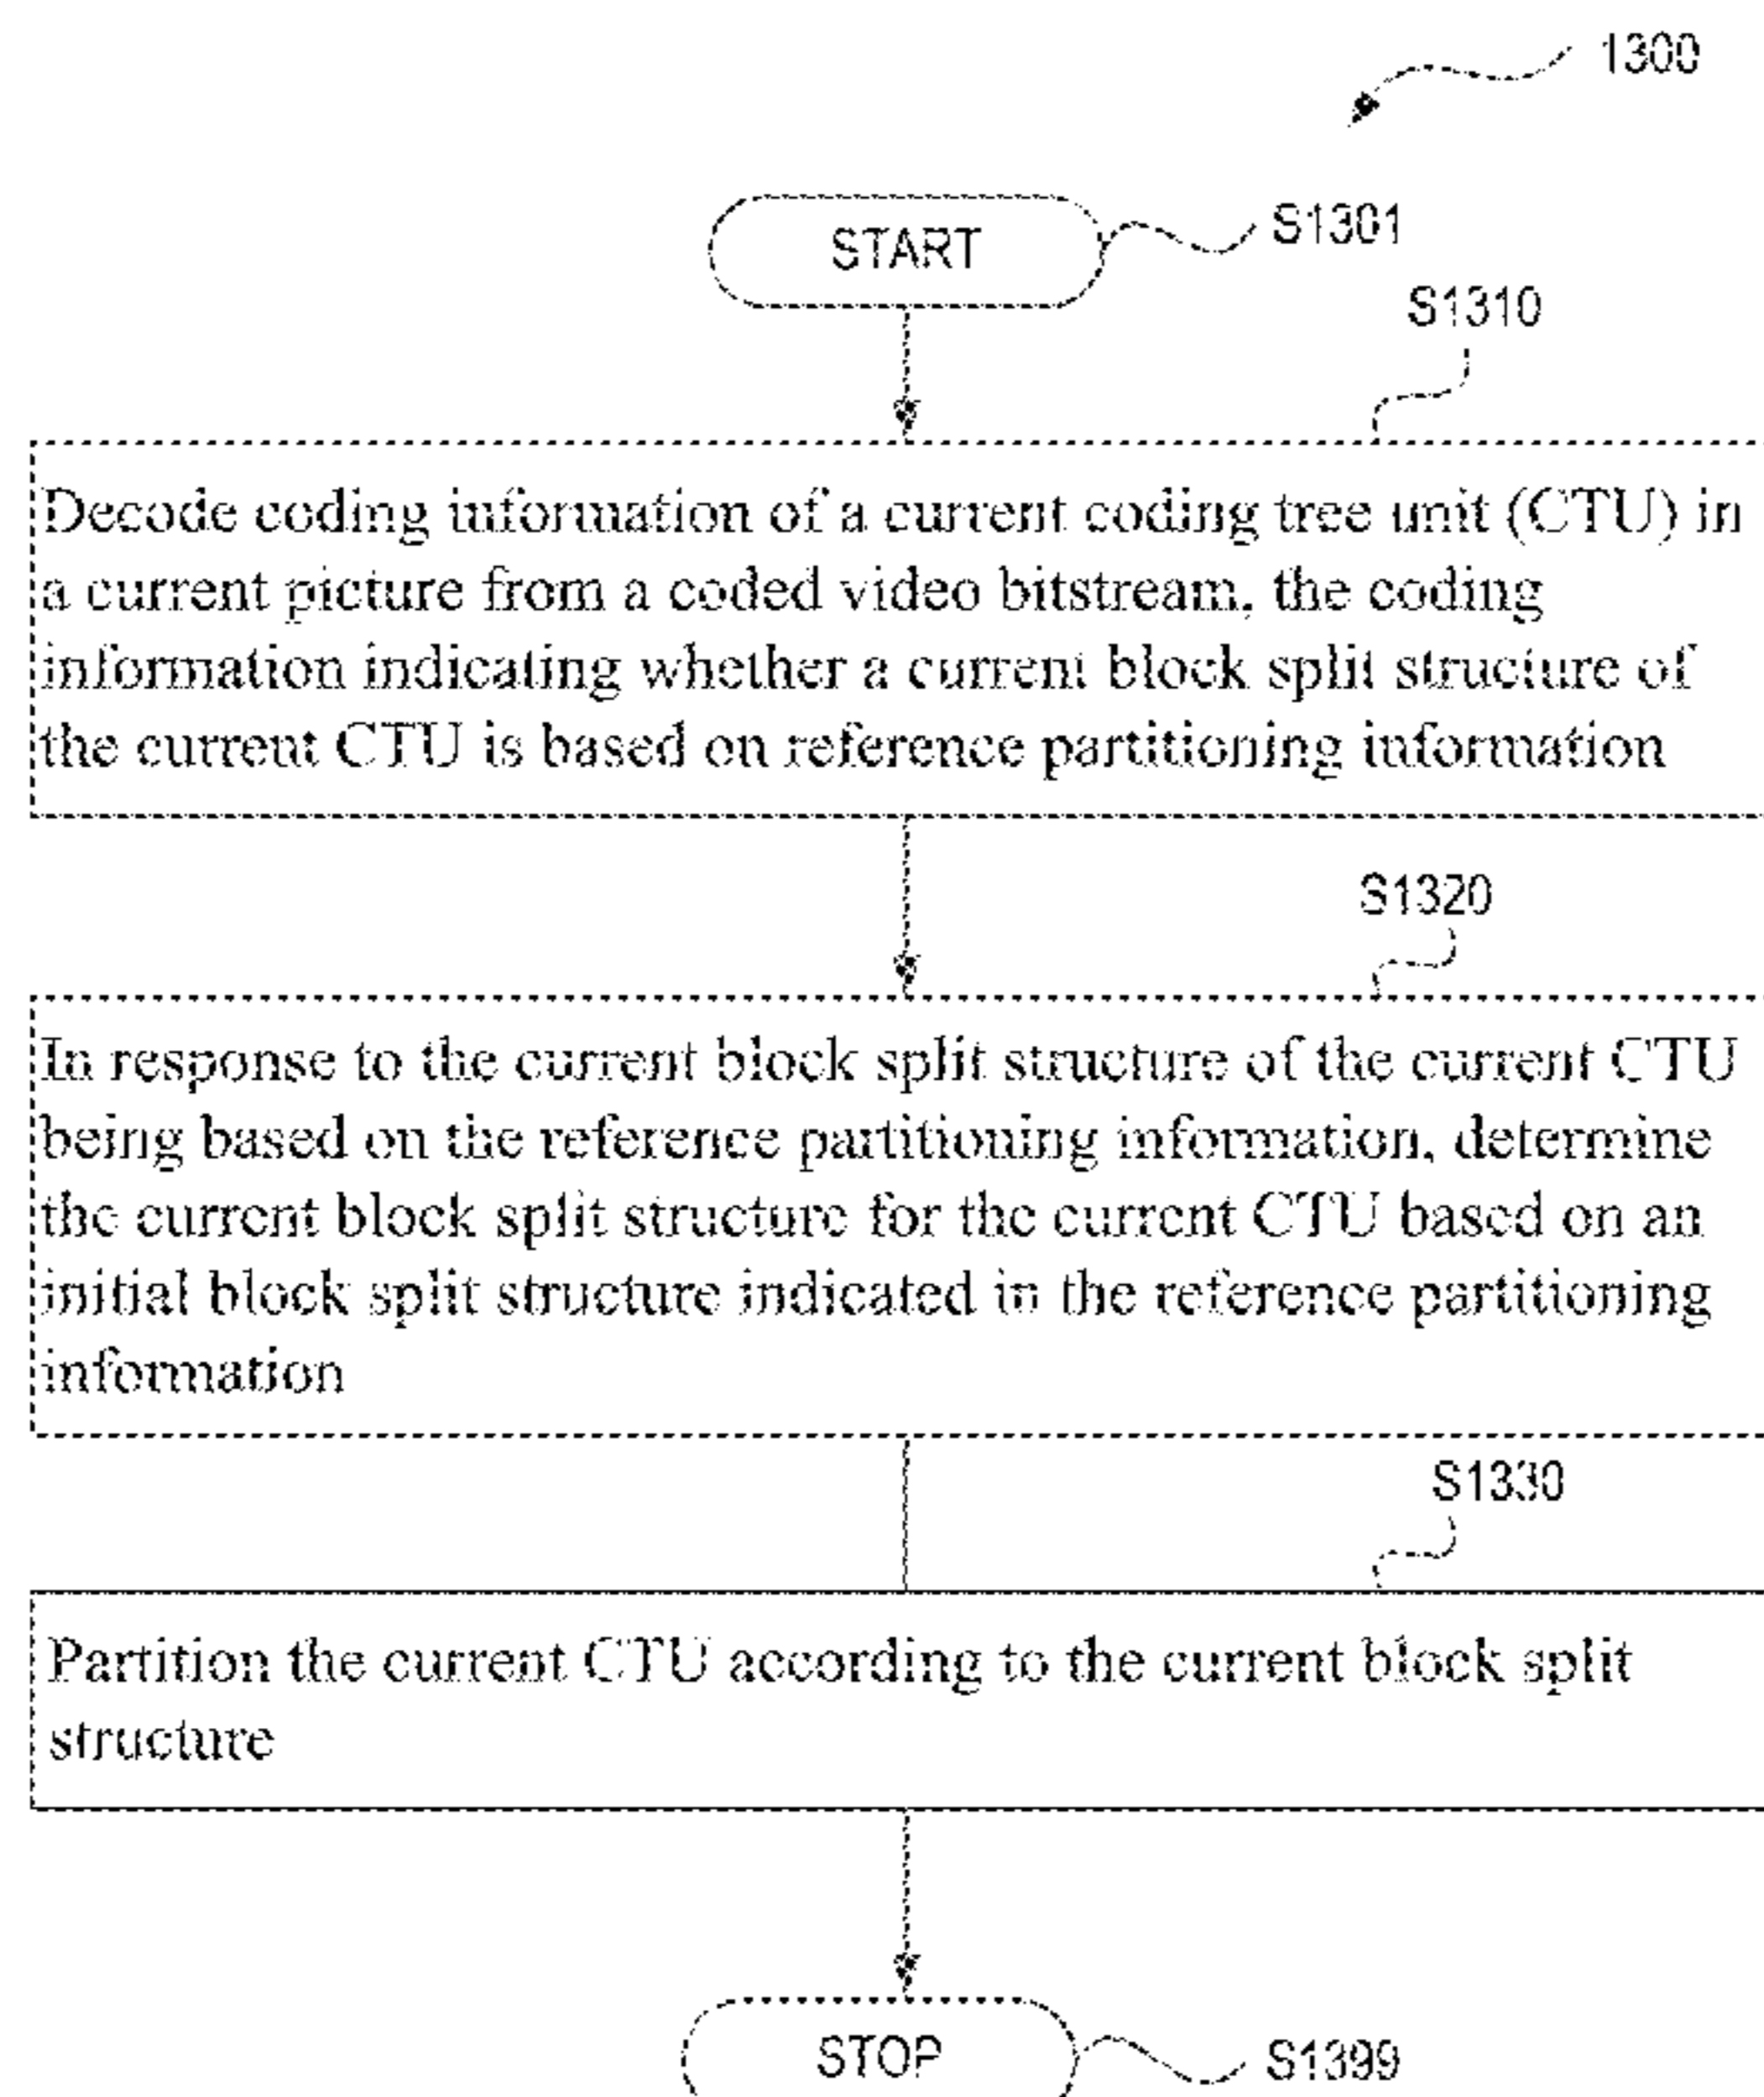 1300
START
S1301
S1310
Decode coding information of a current coding tree unit (CTU) in
a current picture from a coded video bitstream, the coding
information indicating whether a current block split structure of
the current CTU is based on reference partitioning information
S1320
In response to the current block split structure of the current CTU
being based on the reference partitioning information, determine
the current block split structure for the current CTU based on an
initial block split structure indicated in the reference partitioning
information
S1330
Partition the current CTU according to the current block split
structure
STOP
S1399